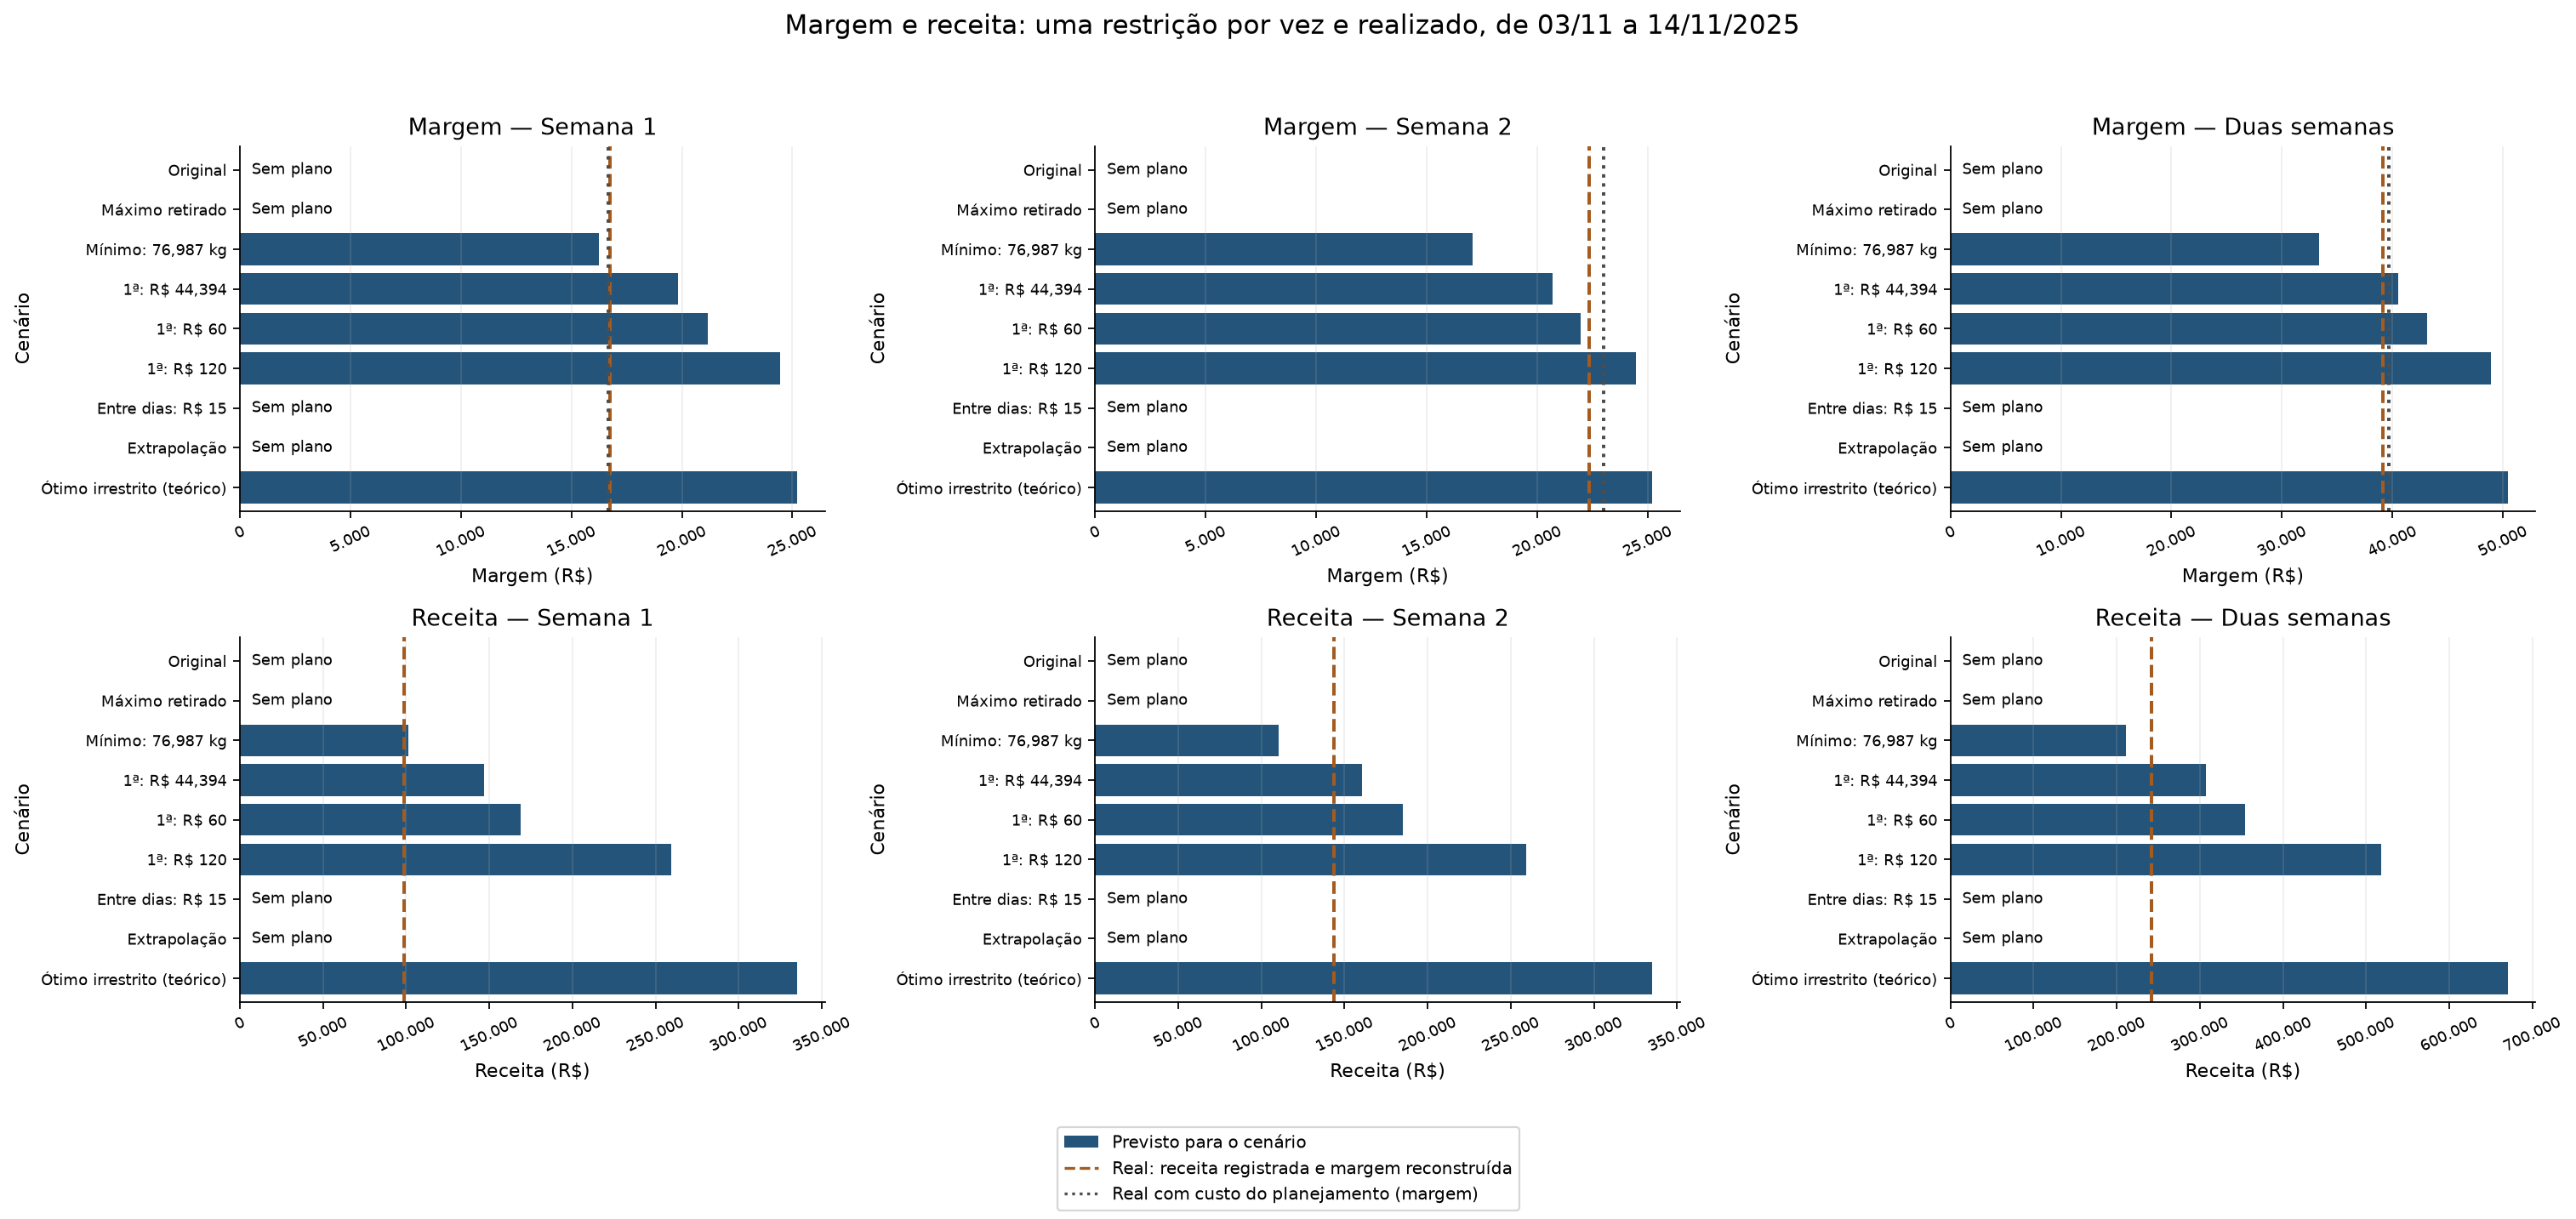 Margem e receita: uma restrição por vez e realizado, de 03/11 a 14/11/2025
Margem — Semana 1
Cenário
Original
Sem plano
Máximo retirado
Sem plano
Mínimo: 76,987 kg
1ª: R$ 44,394
1ª: R$ 60
1ª: R$ 120
Entre dias: R$ 15
Sem plano
Extrapolação
Sem plano
Ótimo irrestrito (teórico)
0 5.000 10.000 15.000 20.000 25.000
Margem (R$)
Margem — Semana 2
Cenário
Original
Sem plano
Máximo retirado
Sem plano
Mínimo: 76,987 kg
1ª: R$ 44,394
1ª: R$ 60
1ª: R$ 120
Entre dias: R$ 15
Sem plano
Extrapolação
Sem plano
Ótimo irrestrito (teórico)
0 5.000 10.000 15.000 20.000 25.000
Margem (R$)
Margem — Duas semanas
Cenário
Original
Sem plano
Máximo retirado
Sem plano
Mínimo: 76,987 kg
1ª: R$ 44,394
1ª: R$ 60
1ª: R$ 120
Entre dias: R$ 15
Sem plano
Extrapolação
Sem plano
Ótimo irrestrito (teórico)
0 10.000 20.000 30.000 40.000 50.000
Margem (R$)
Receita — Semana 1
Cenário
Original
Sem plano
Máximo retirado
Sem plano
Mínimo: 76,987 kg
1ª: R$ 44,394
1ª: R$ 60
1ª: R$ 120
Entre dias: R$ 15
Sem plano
Extrapolação
Sem plano
Ótimo irrestrito (teórico)
0 50.000 100.000 150.000 200.000 250.000 300.000 350.000
Receita (R$)
Receita — Semana 2
Cenário
Original
Sem plano
Máximo retirado
Sem plano
Mínimo: 76,987 kg
1ª: R$ 44,394
1ª: R$ 60
1ª: R$ 120
Entre dias: R$ 15
Sem plano
Extrapolação
Sem plano
Ótimo irrestrito (teórico)
0 50.000 100.000 150.000 200.000 250.000 300.000 350.000
Receita (R$)
Receita — Duas semanas
Cenário
Original
Sem plano
Máximo retirado
Sem plano
Mínimo: 76,987 kg
1ª: R$ 44,394
1ª: R$ 60
1ª: R$ 120
Entre dias: R$ 15
Sem plano
Extrapolação
Sem plano
Ótimo irrestrito (teórico)
0 100.000 200.000 300.000 400.000 500.000 600.000 700.000
Receita (R$)
Previsto para o cenário
Real: receita registrada e margem reconstruída
Real com custo do planejamento (margem)